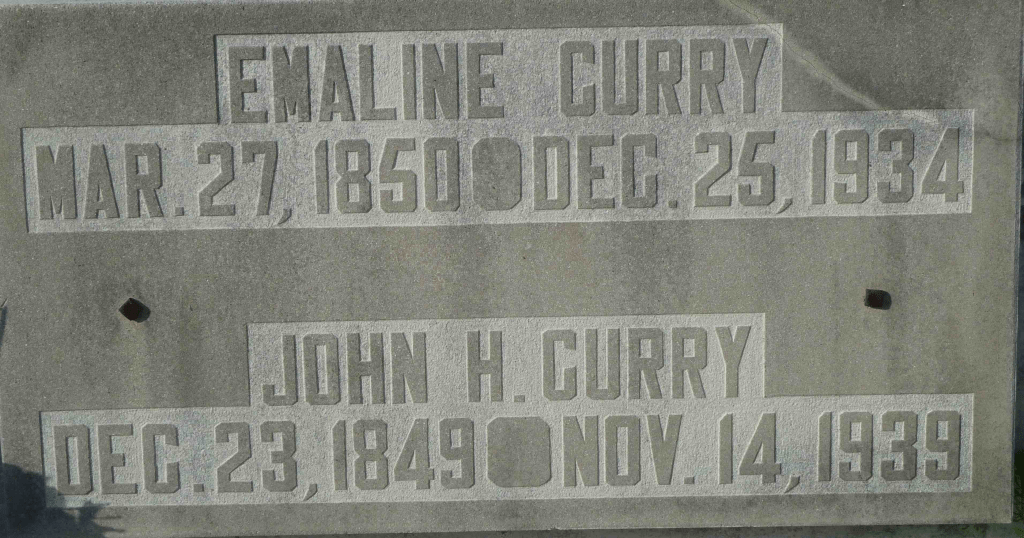 EMALINE CURRY
MAR. 27, 1850 DEC. 25, 1934
JOHN H. CURRY
DEC. 23, 1849 NOV. 14, 1939